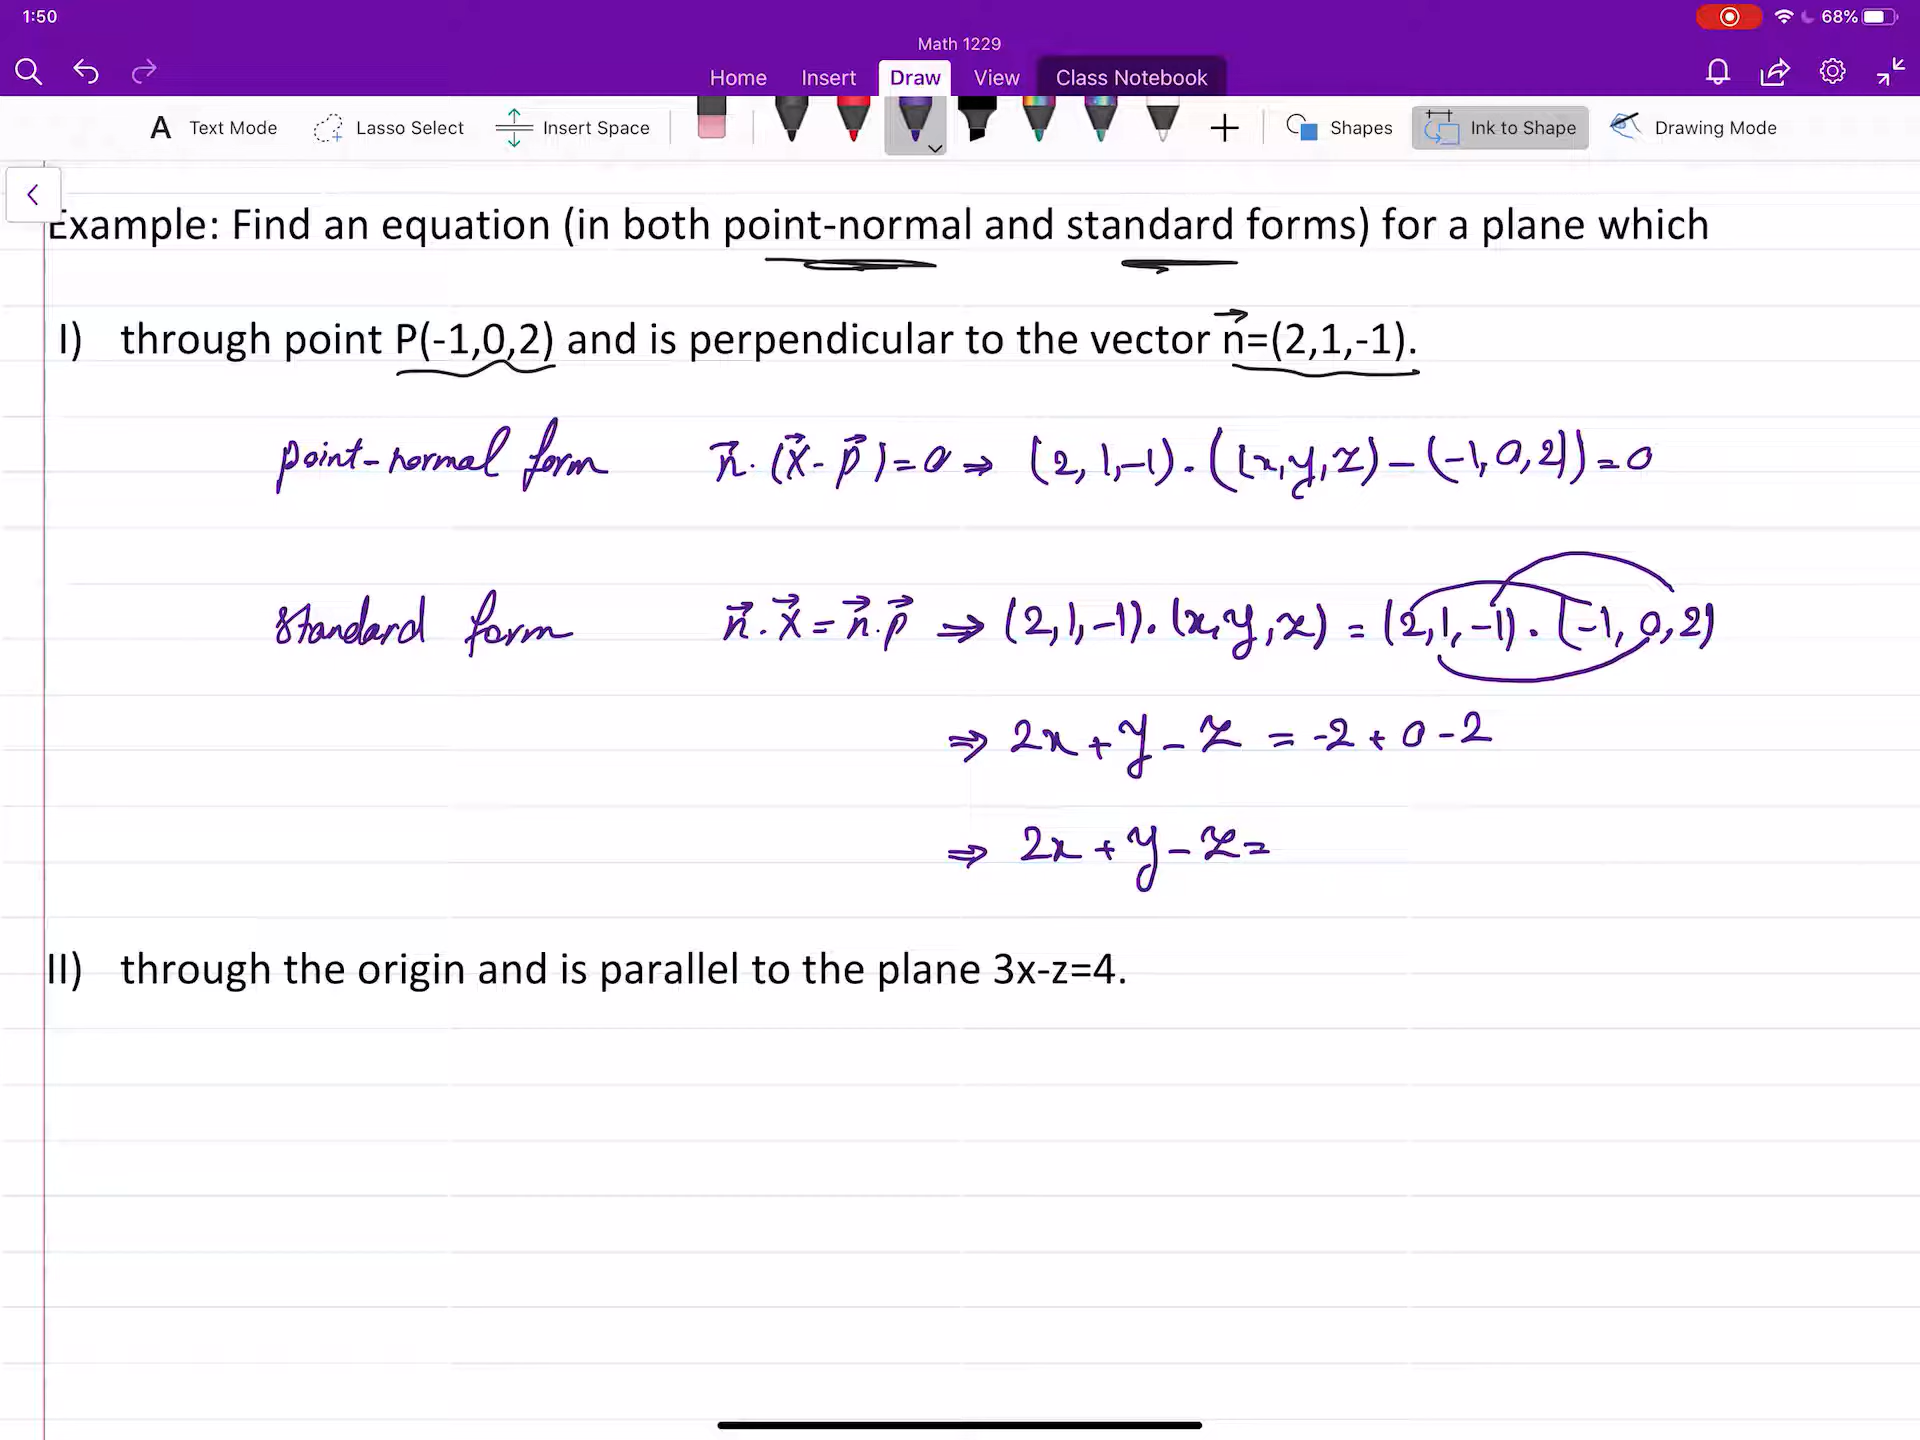 1:50
68%
Math 1229
Home Insert Draw View Class Notebook
A Text Mode Lasso Select Insert Space Shapes Ink to Shape Drawing Mode
Example: Find an equation (in both point-normal and standard forms) for a plane which
I) through point P(-1,0,2) and is perpendicular to the vector n⃗=(2,1,-1).
point-normal form n⃗·(x⃗-p⃗)=0 ⇒ (2,1,-1)·((x,y,z)-(-1,0,2))=0
standard form n⃗·x⃗=n⃗·p⃗ ⇒ (2,1,-1)·(x,y,z)=(2,1,-1)·(-1,0,2)
⇒ 2x+y-z=-2+0-2
⇒ 2x+y-z=
II) through the origin and is parallel to the plane 3x-z=4.